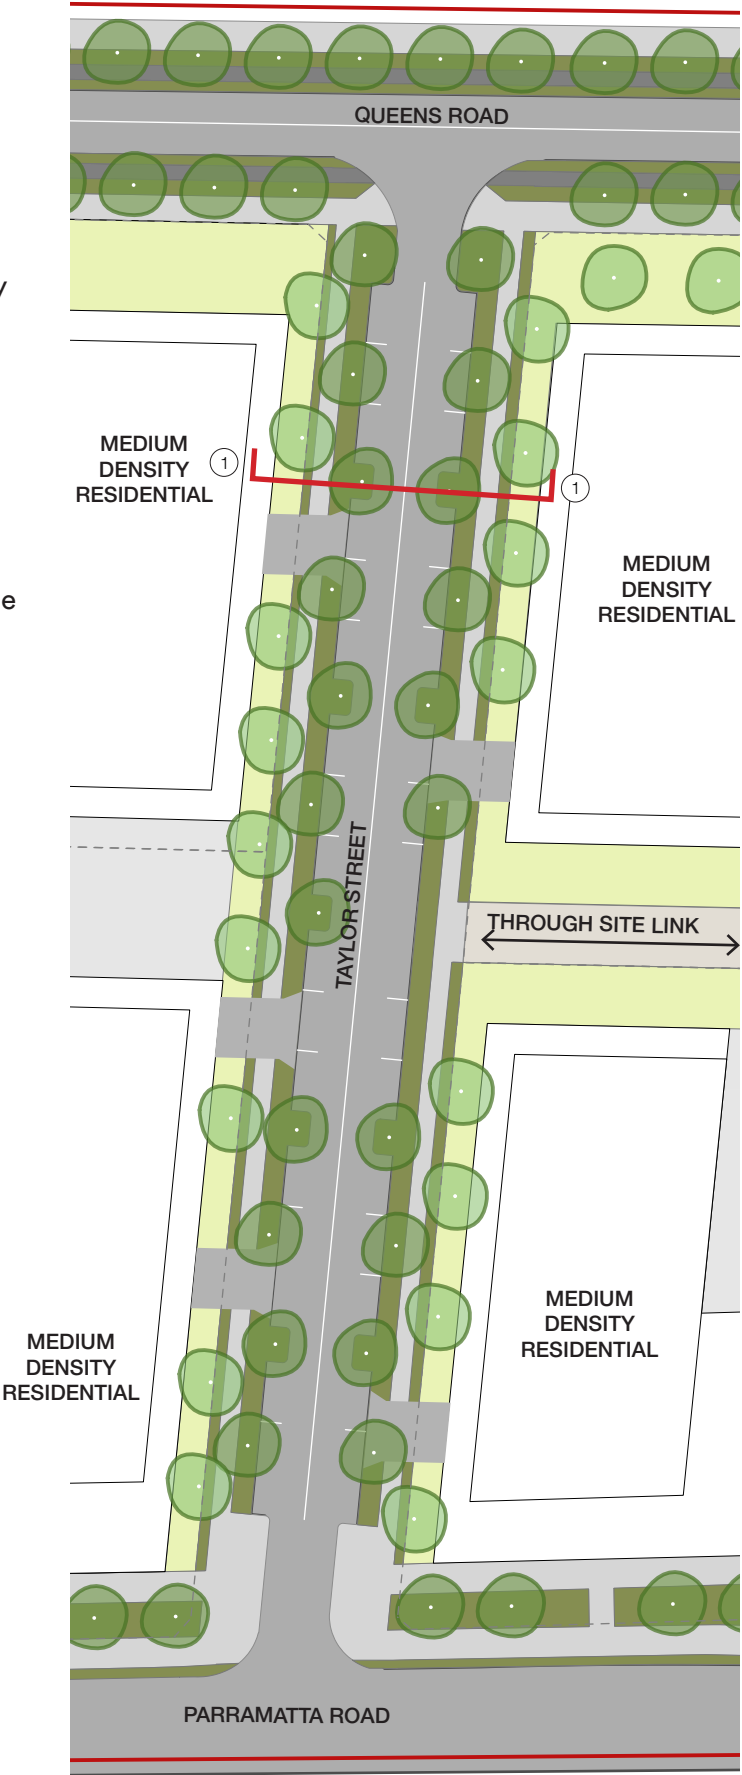 QUEENS ROAD
y
MEDIUM
DENSITY
RESIDENTIAL
1
1
MEDIUM
DENSITY
RESIDENTIAL
e
TAYLOR STREET
THROUGH SITE LINK
MEDIUM
DENSITY
RESIDENTIAL
MEDIUM
DENSITY
RESIDENTIAL
PARRAMATTA ROAD